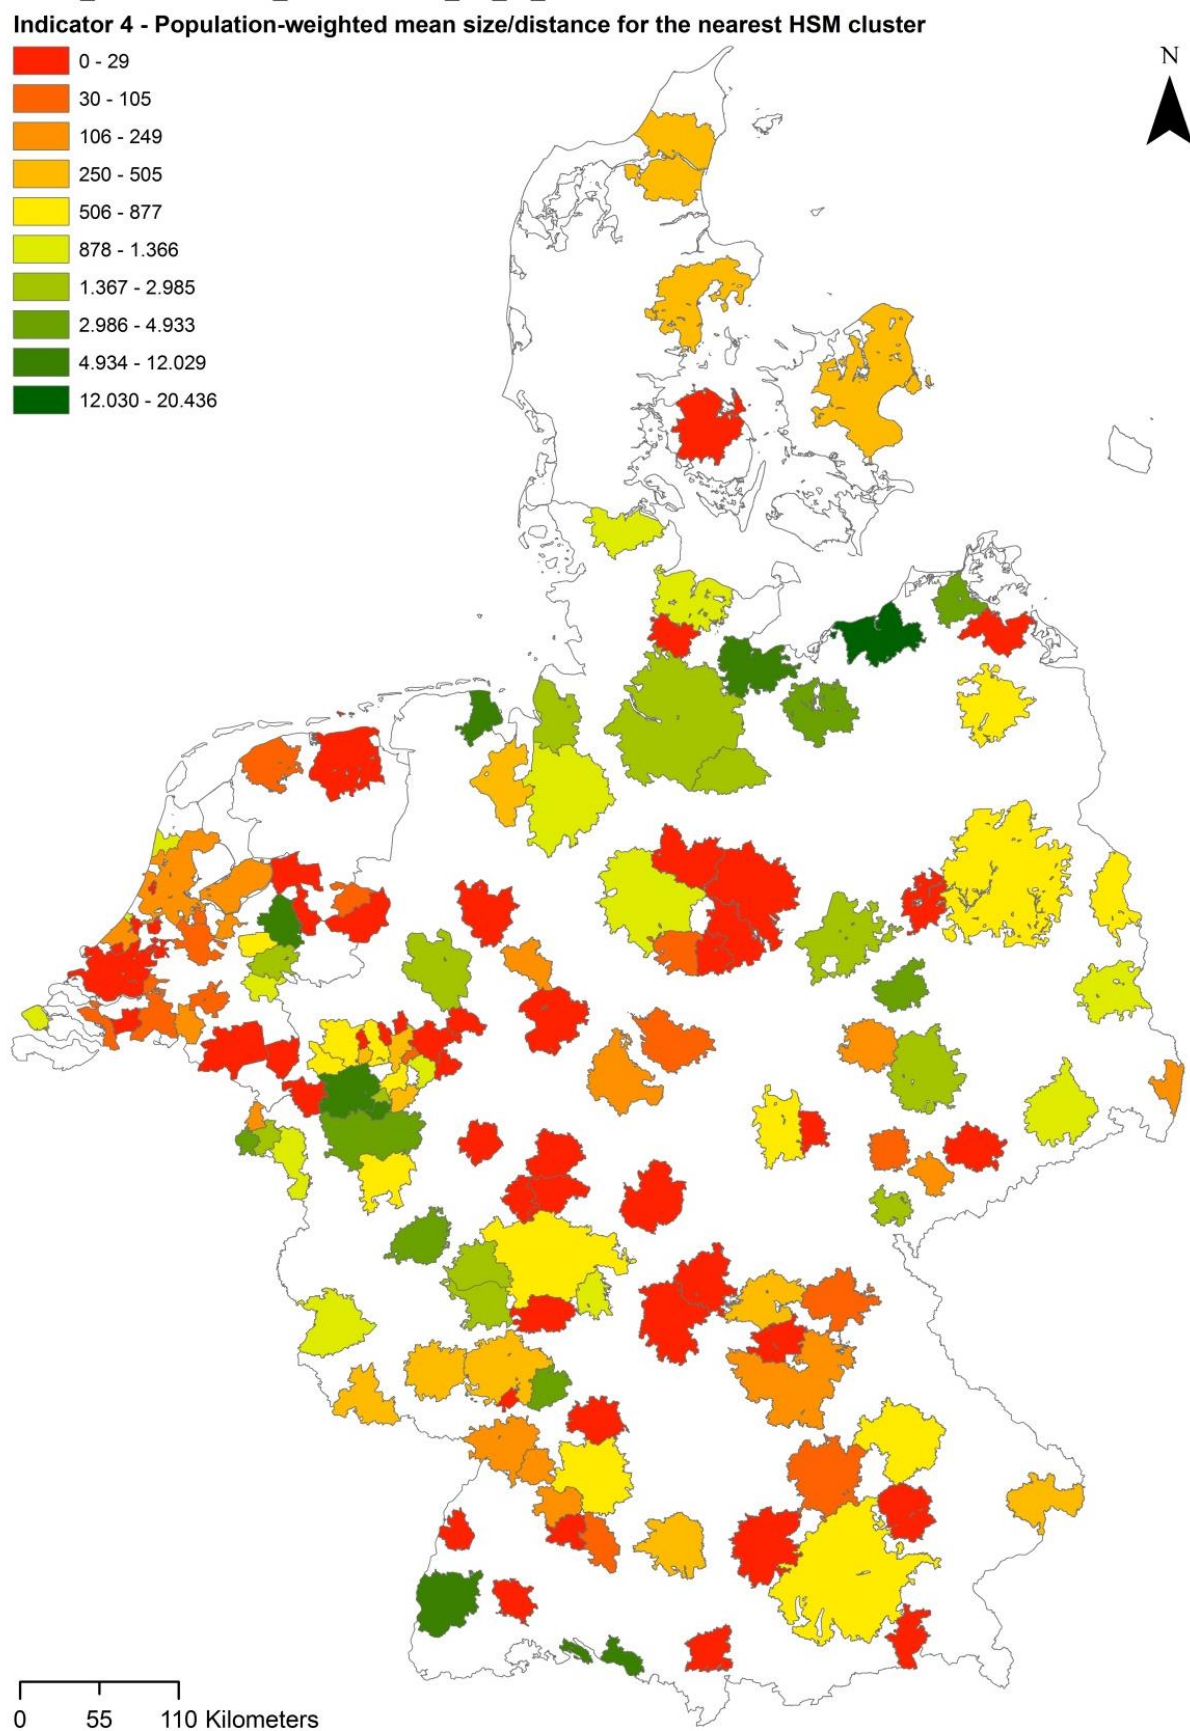 Indicator 4 - Population-weighted mean size/distance for the nearest HSM cluster
0 - 29
30 - 105
106 - 249
250 - 505
506 - 877
878 - 1.366
1.367 - 2.985
2.986 - 4.933
4.934 - 12.029
12.030 - 20.436
N
0 55 110 Kilometers